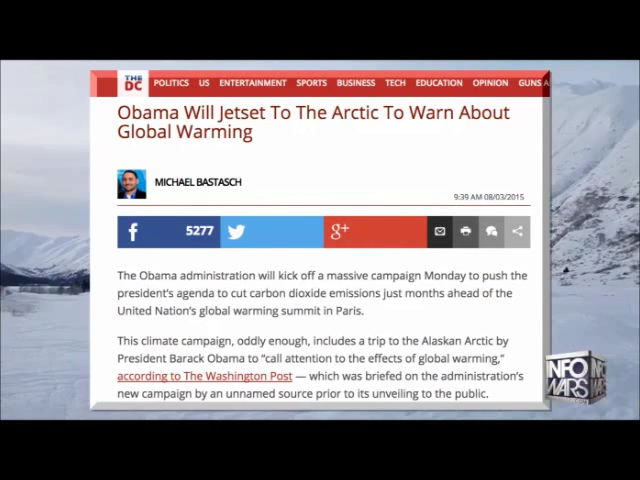 THE DC POLITICS US ENTERTAINMENT SPORTS BUSINESS TECH EDUCATION OPINION GUNS
Obama Will Jetset To The Arctic To Warn About
Global Warming
MICHAEL BASTASCH
9:39 AM 08/03/2015
f 5277 g+
The Obama administration will kick off a massive campaign Monday to push the
president's agenda to cut carbon dioxide emissions just months ahead of the
United Nation's global warming summit in Paris.
This climate campaign, oddly enough, includes a trip to the Alaskan Arctic by
President Barack Obama to "call attention to the effects of global warming,"
according to The Washington Post — which was briefed on the administration's
new campaign by an unnamed source prior to its unveiling to the public.
INFO
WARS